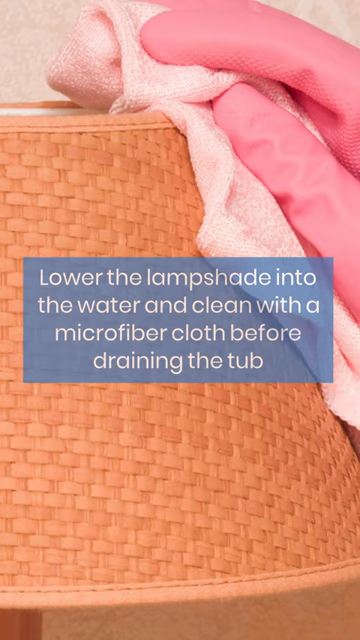 Lower the lampshade into
the water and clean with a
microfiber cloth before
draining the tub